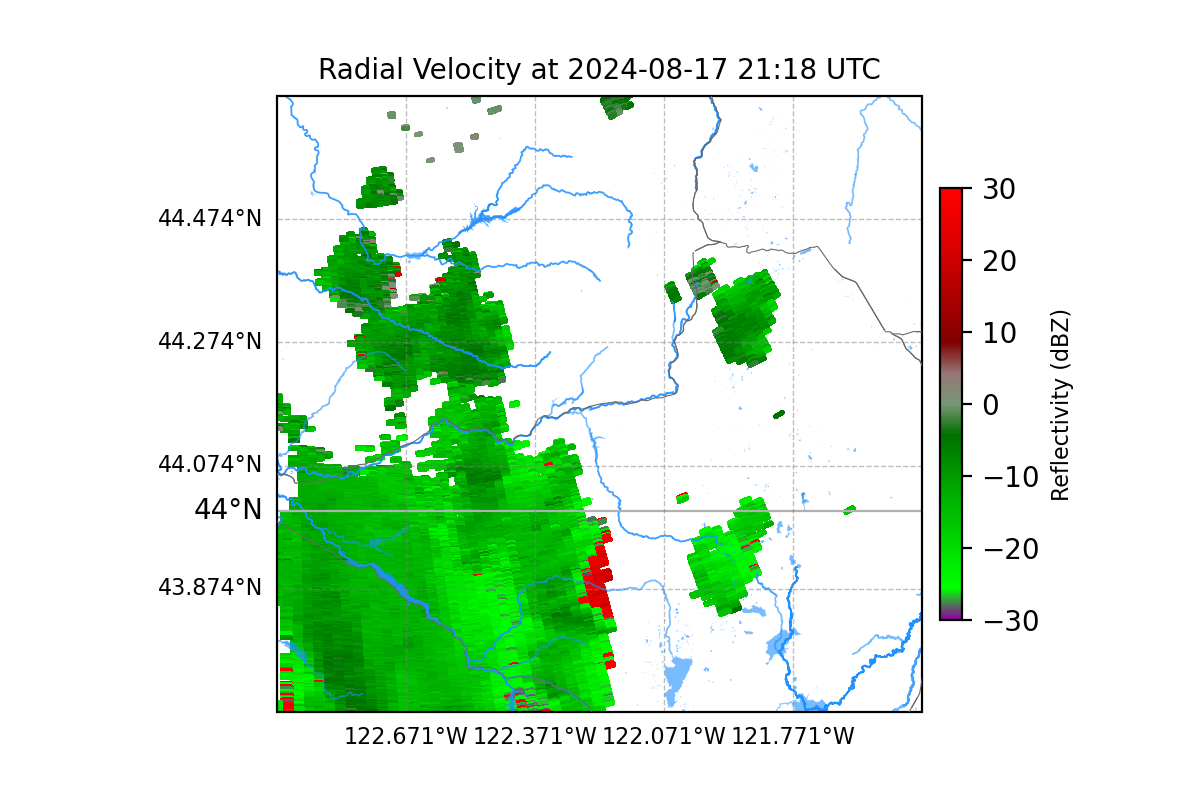 Radial Velocity at 2024-08-17 21:18 UTC
44.474°N
44.274°N
44.074°N
44°N
43.874°N
122.671°W 122.371°W 122.071°W 121.771°W
30
20
10
0
−10
−20
−30
Reflectivity (dBZ)